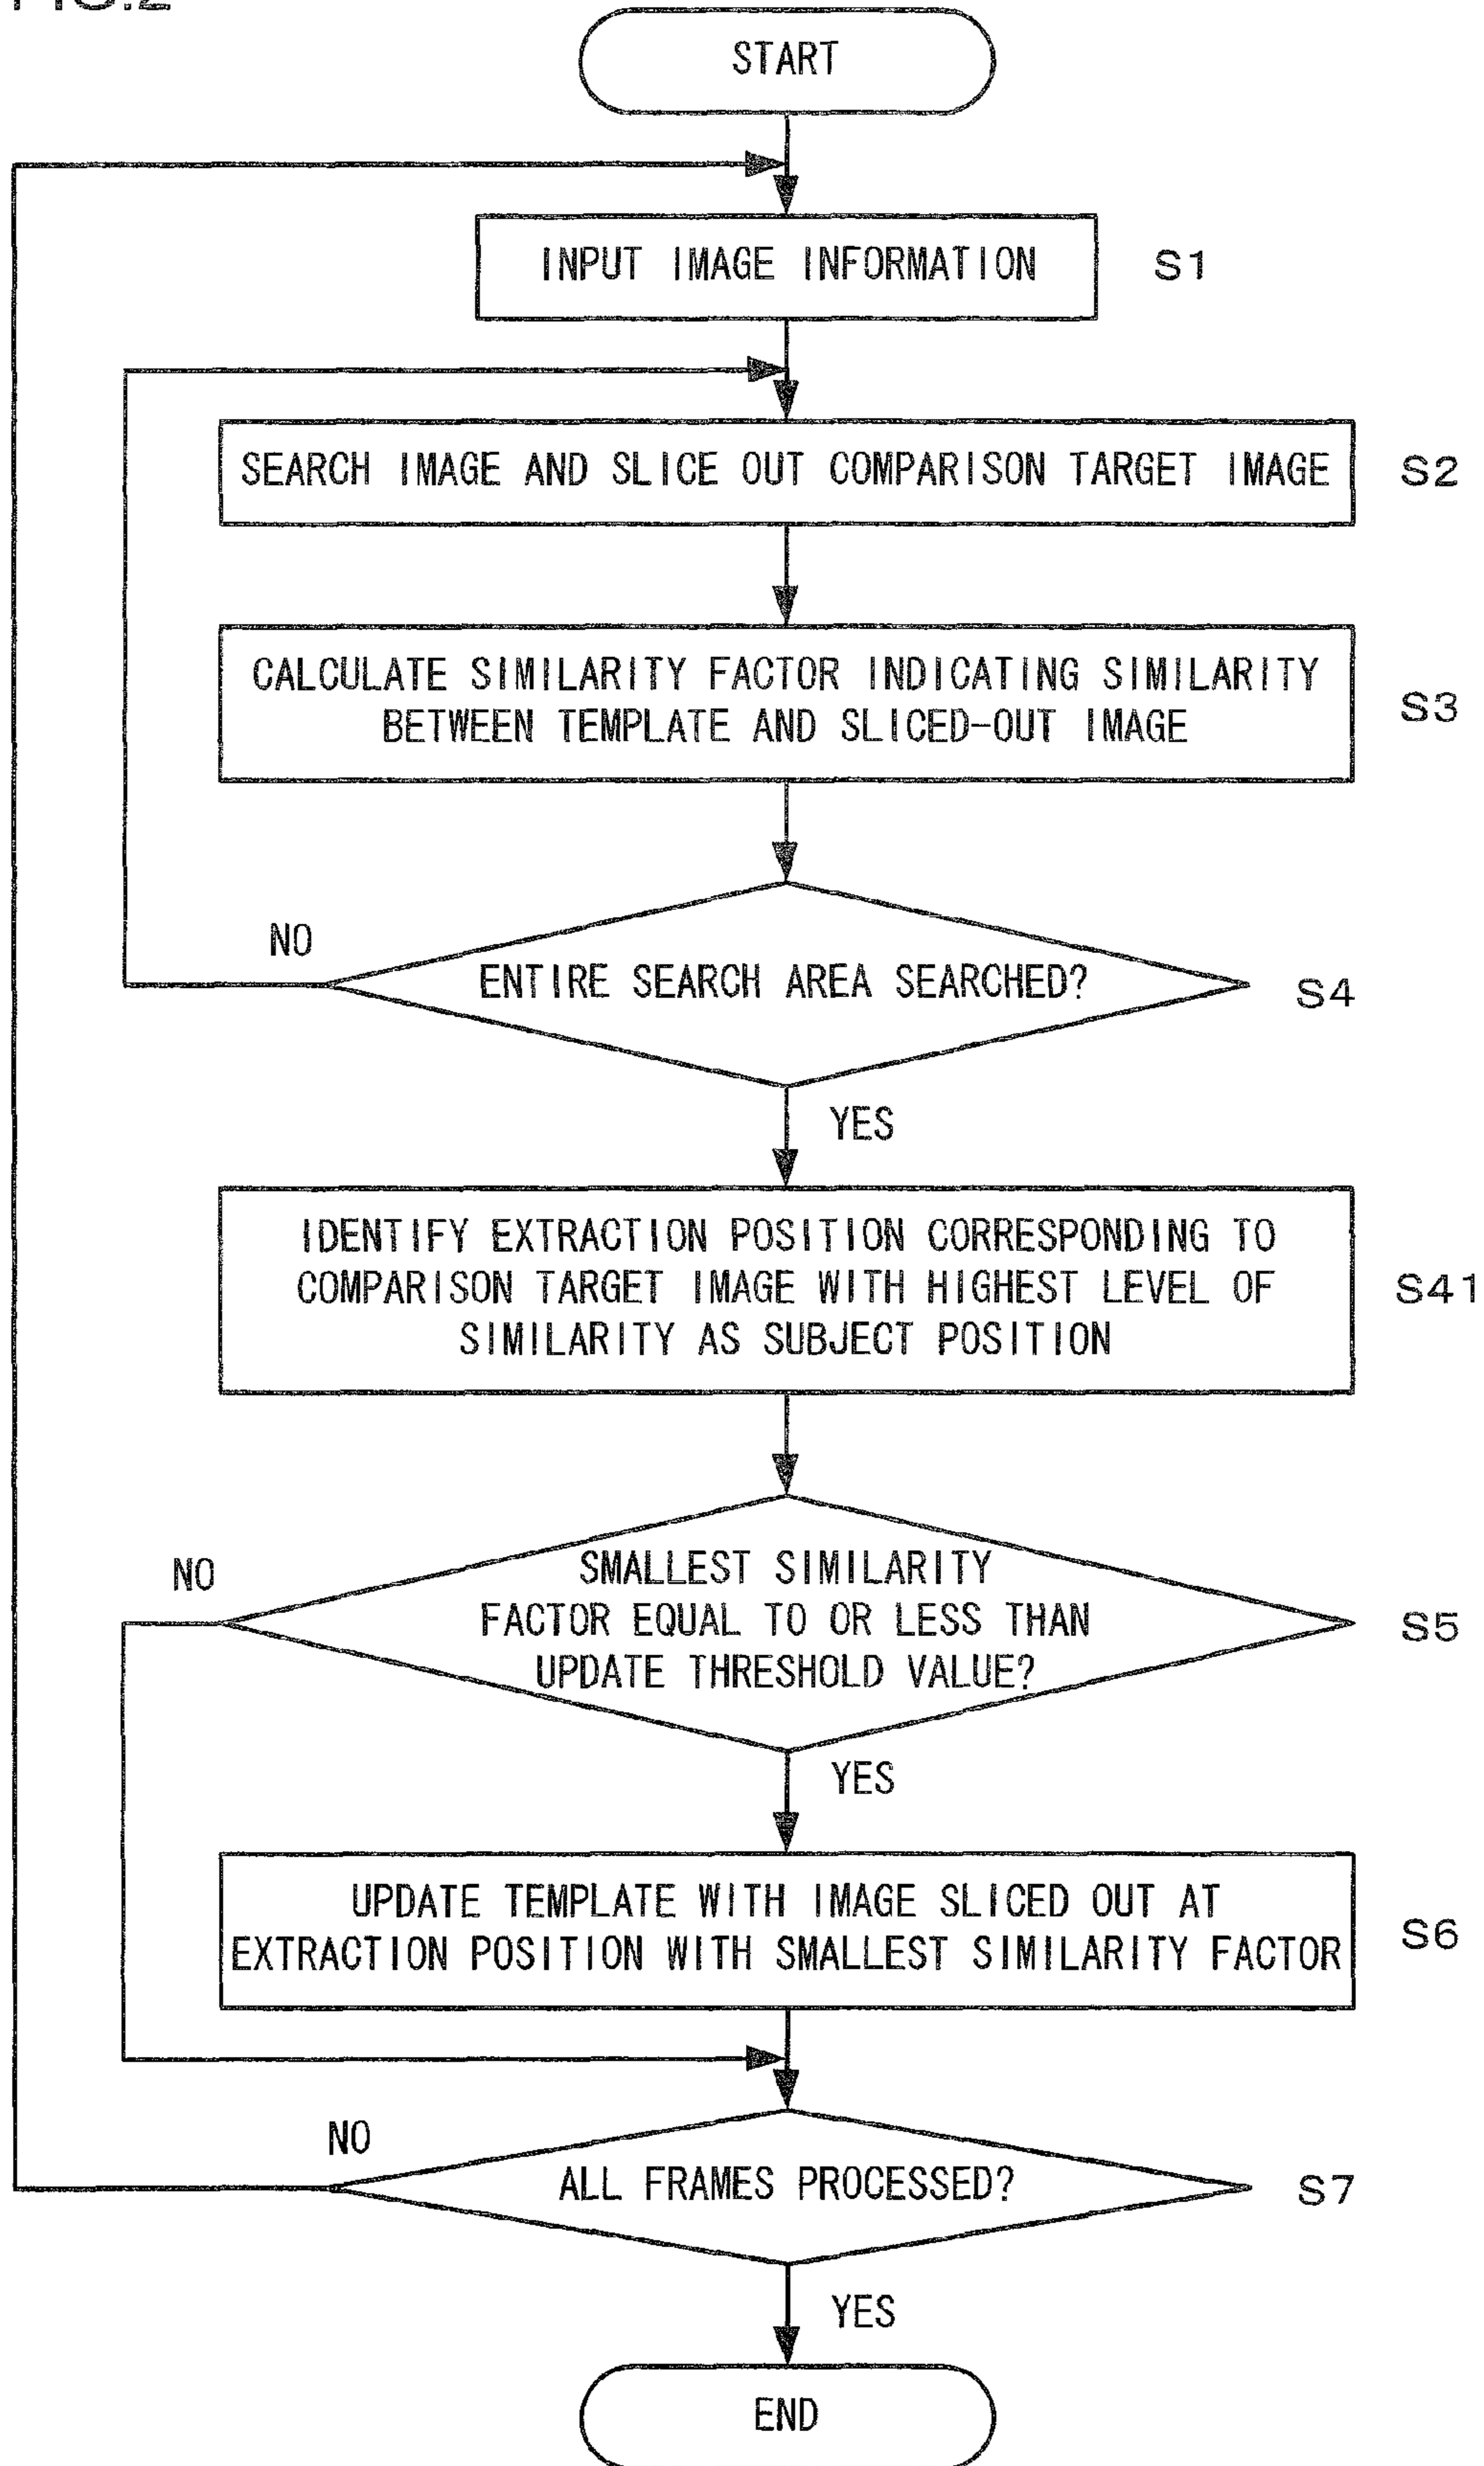 FIG.2
START
INPUT IMAGE INFORMATION
S1
SEARCH IMAGE AND SLICE OUT COMPARISON TARGET IMAGE
S2
CALCULATE SIMILARITY FACTOR INDICATING SIMILARITY
BETWEEN TEMPLATE AND SLICED-OUT IMAGE
S3
NO
ENTIRE SEARCH AREA SEARCHED?
S4
YES
IDENTIFY EXTRACTION POSITION CORRESPONDING TO
COMPARISON TARGET IMAGE WITH HIGHEST LEVEL OF
SIMILARITY AS SUBJECT POSITION
S41
NO
SMALLEST SIMILARITY
FACTOR EQUAL TO OR LESS THAN
UPDATE THRESHOLD VALUE?
S5
YES
UPDATE TEMPLATE WITH IMAGE SLICED OUT AT
EXTRACTION POSITION WITH SMALLEST SIMILARITY FACTOR
S6
NO
ALL FRAMES PROCESSED?
S7
YES
END